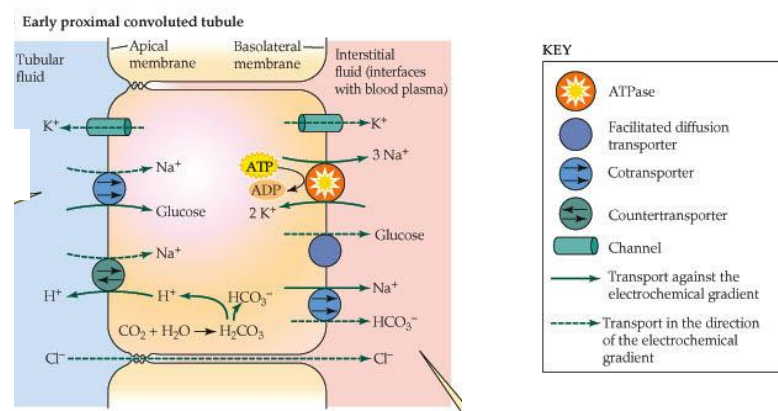 Early proximal convoluted tubule
Tubular
fluid
Apical
membrane
Basolateral
membrane
Interstitial
fluid (interfaces
with blood plasma)
K⁺
K⁺
Na⁺
Glucose
ATP
ADP
3 Na⁺
2 K⁺
Glucose
Na⁺
H⁺
H⁺
HCO₃⁻
CO₂ + H₂O → H₂CO₃
Na⁺
HCO₃⁻
Cl⁻
Cl⁻
KEY
ATPase
Facilitated diffusion
transporter
Cotransporter
Countertransporter
Channel
Transport against the
electrochemical gradient
Transport in the direction
of the electrochemical
gradient